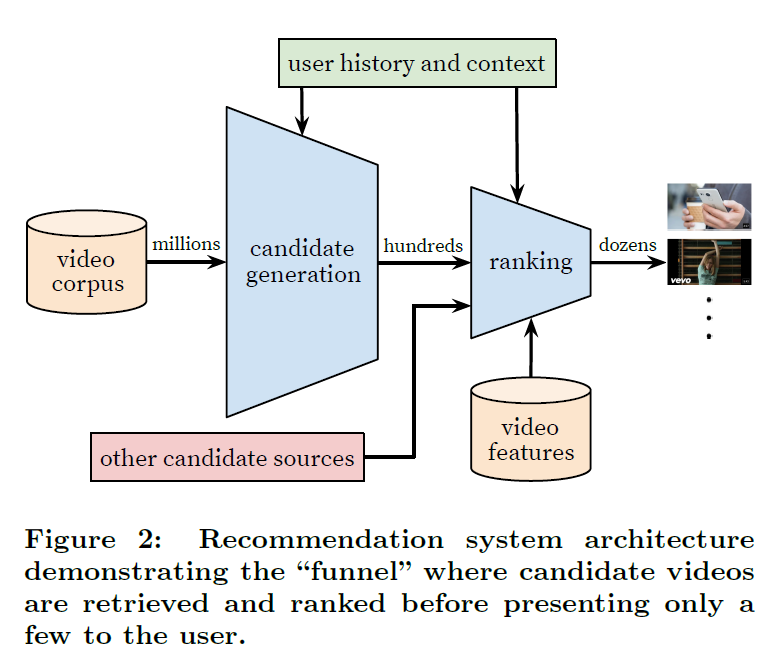 user history and context
millions
video
corpus
candidate
generation
hundreds
ranking
dozens
vevo
other candidate sources
video
features
Figure 2: Recommendation system architecture
demonstrating the “funnel” where candidate videos
are retrieved and ranked before presenting only a
few to the user.